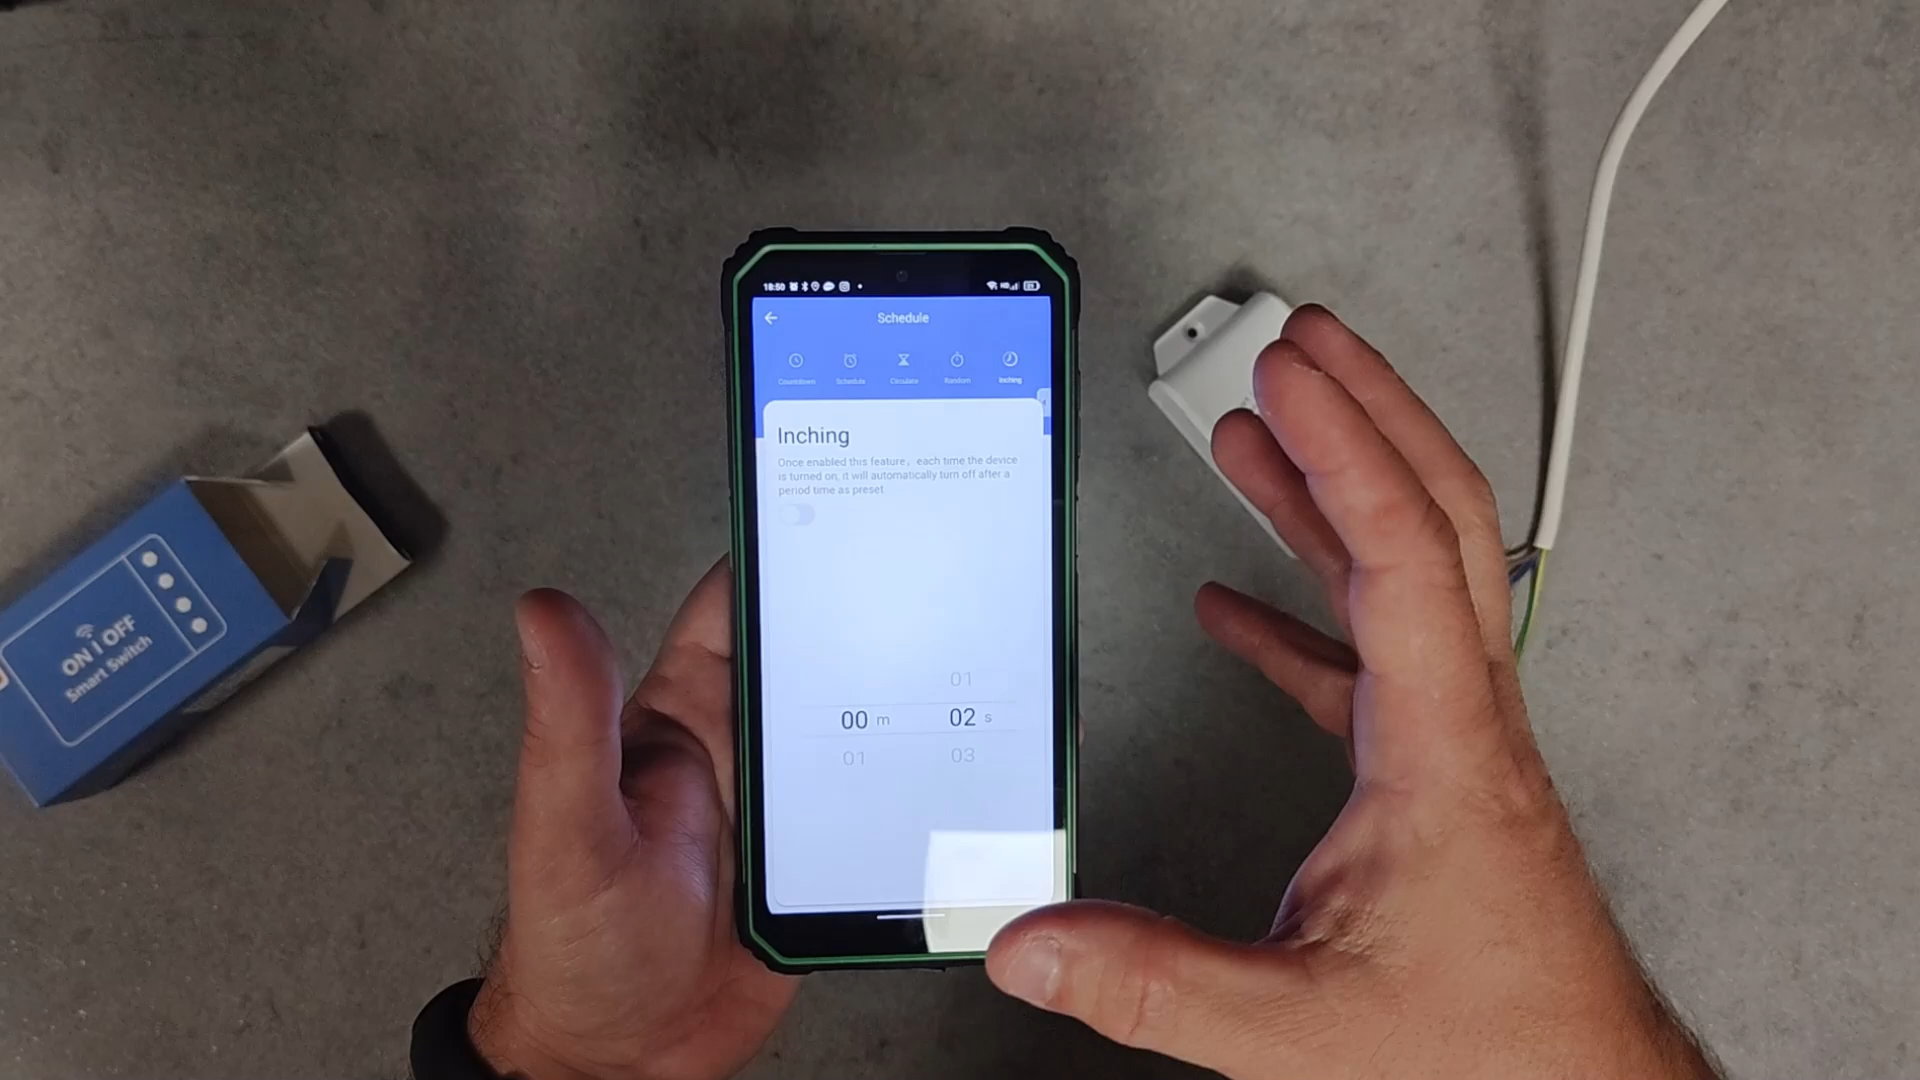 18:50
Schedule
Countdown Schedule Circulate Random Inching
Inching
Once enabled this feature, each time the device
is turned on, it will automatically turn off after a
period time as preset
01
00 m 02 s
01 03
ON | OFF
Smart Switch